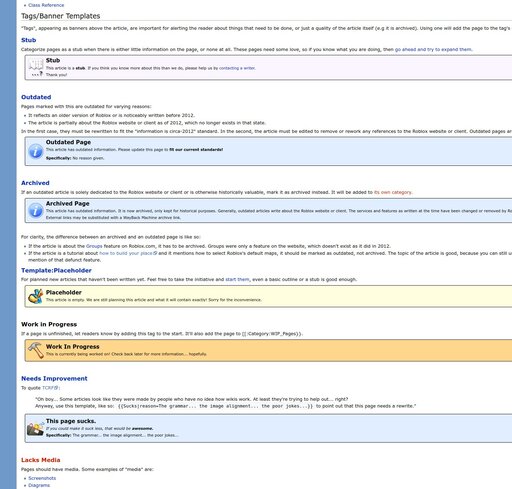 Class Reference
Tags/Banner Templates
"Tags", appearing as banners above the article, are important for alerting the reader about things that need to be done, or just a quality of the article itself (e.g it is archived). Using one will add the page to the tag's
Stub
Categorize pages as a stub when there is either little information on the page, or none at all. These pages need some love, so if you know what you are doing, then go ahead and try to expand them.
Stub
This article is a stub. If you think you know more about this than we do, please help us by contacting a writer.
Thank you!
Outdated
Pages marked with this are outdated for varying reasons:
It reflects an older version of Roblox or is noticeably written before 2012.
The article is partially about the Roblox website or client as of 2012, which no longer exists in that state.
In the first case, they must be rewritten to fit the "information is circa-2012" standard. In the second, the article must be edited to remove or rework any references to the Roblox website or client. Outdated pages ar
Outdated Page
This article has outdated information. Please update this page to fit our current standards!
Specifically: No reason given.
Archived
If an outdated article is solely dedicated to the Roblox website or client or is otherwise historically valuable, mark it as archived instead. It will be added to its own category.
Archived Page
This article has outdated information. It is now archived, only kept for historical purposes. Generally, outdated articles write about the Roblox website or client. The services and features as written at the time have been changed or removed by Ro
External links may be substituted with a WayBack Machine archive link.
For clarity, the difference between an archived and an outdated page is like so:
If the article is about the Groups feature on Roblox.com, it has to be archived. Groups were only a feature on the website, which doesn't exist as it did in 2012.
If the article is a tutorial about how to build your place and it mentions how to select Roblox's default maps, it should be marked as outdated, not archived. The topic of the article is good, because you can still u
mention of that defunct feature.
Template:Placeholder
For planned new articles that haven't been written yet. Feel free to take the initiative and start them, even a basic outline or a stub is good enough.
Placeholder
This article is empty. We are still planning this article and what it will contain exactly! Sorry for the inconvenience.
Work in Progress
If a page is unfinished, let readers know by adding this tag to the start. It'll also add the page to [[:Category:WIP_Pages]].
Work In Progress
This is currently being worked on! Check back later for more information... hopefully.
Needs Improvement
To quote TCRF:
"Oh boy... Some articles look like they were made by people who have no idea how wikis work. At least they're trying to help out... right?
Anyway, use this template, like so: {{Sucks|reason=The grammar... the image alignment... the poor jokes...}} to point out that this page needs a rewrite."
This page sucks.
If you could make it suck less, that would be awesome.
Specifically: The grammar... the image alignment... the poor jokes...
Lacks Media
Pages should have media. Some examples of "media" are:
Screenshots
Diagrams